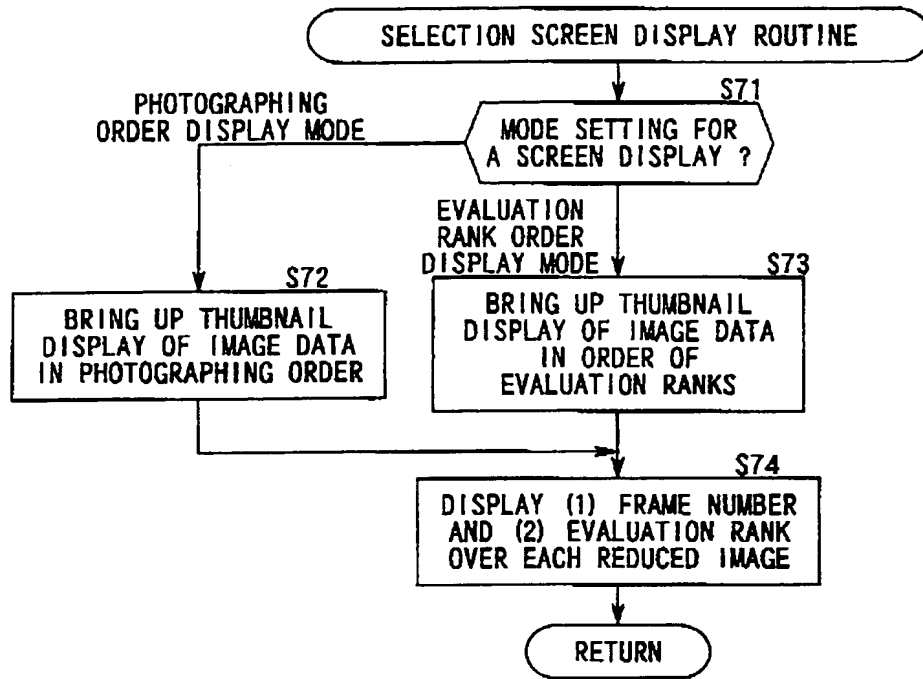 SELECTION SCREEN DISPLAY ROUTINE
S71
MODE SETTING FOR
A SCREEN DISPLAY ?
PHOTOGRAPHING
ORDER DISPLAY MODE
EVALUATION
RANK ORDER
DISPLAY MODE
S72
BRING UP THUMBNAIL
DISPLAY OF IMAGE DATA
IN PHOTOGRAPHING ORDER
S73
BRING UP THUMBNAIL
DISPLAY OF IMAGE DATA
IN ORDER OF
EVALUATION RANKS
S74
DISPLAY (1) FRAME NUMBER
AND (2) EVALUATION RANK
OVER EACH REDUCED IMAGE
RETURN